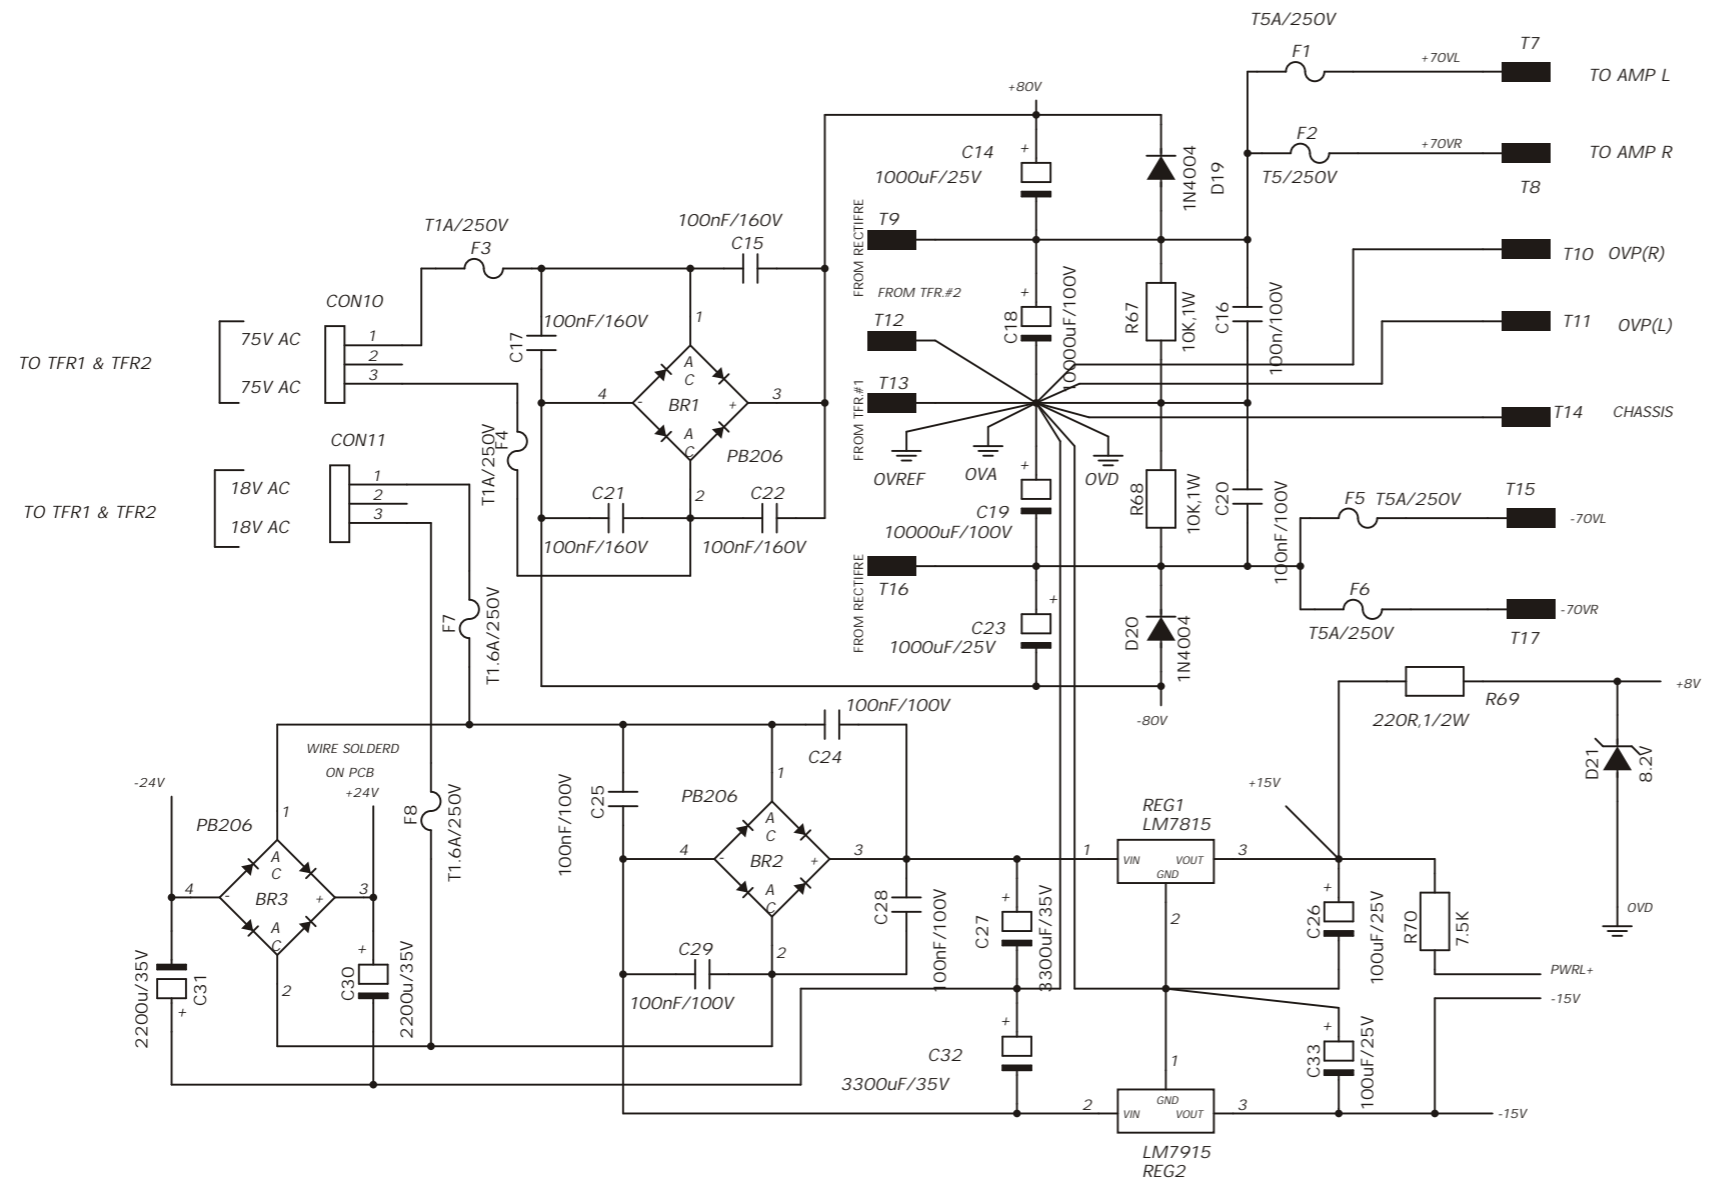 T5A/250V
F1
+70VL
T7
TO AMP L
+80V
F2
+70VR
TO AMP R
T5/250V
T8
C14
+
1000uF/25V
1N4004
D19
T1A/250V
F3
100nF/160V
C15
FROM RECTIFRE
T9
T10
OVP(R)
FROM TFR.#2
CON10
100nF/160V
1
C17
T12
+
C18
10000uF/100V
R67
10K,1W
C16
100n/100V
T11
OVP(L)
TO TFR1 & TFR2
75V AC
75V AC
1
2
3
A
C
4
-
BR1
+
3
A
C
PB206
2
FROM TFR.#1
T13
T14
CHASSIS
CON11
F4
T1A/250V
OVREF
OVA
OVD
TO TFR1 & TFR2
18V AC
18V AC
1
2
3
C21
100nF/160V
C22
100nF/160V
+
C19
10000uF/100V
R68
10K,1W
C20
100nF/100V
F5
T5A/250V
T15
-70VL
FROM RECTIFRE
T16
F6
T5A/250V
-70VR
T17
F7
T1.6A/250V
+
C23
1000uF/25V
D20
1N4004
-80V
R69
220R,1/2W
+8V
100nF/100V
C24
D21
8.2V
WIRE SOLDERD
ON PCB
-24V
+24V
F8
T1.6A/250V
PB206
1
A
C
4
-
BR3
+
3
A
C
2
C25
100nF/100V
PB206
1
A
C
4
-
BR2
+
3
A
C
2
C28
100nF/100V
+15V
REG1
LM7815
1
VIN
VOUT
GND
3
2
+
C27
3300uF/35V
+
C26
100uF/25V
R70
7.5K
OVD
PWRL+
-15V
2200u/35V
C31
+
+
C30
2200u/35V
C29
100nF/100V
+
C32
3300uF/35V
+
C33
100uF/25V
1
2
GND
VIN
VOUT
3
-15V
LM7915
REG2